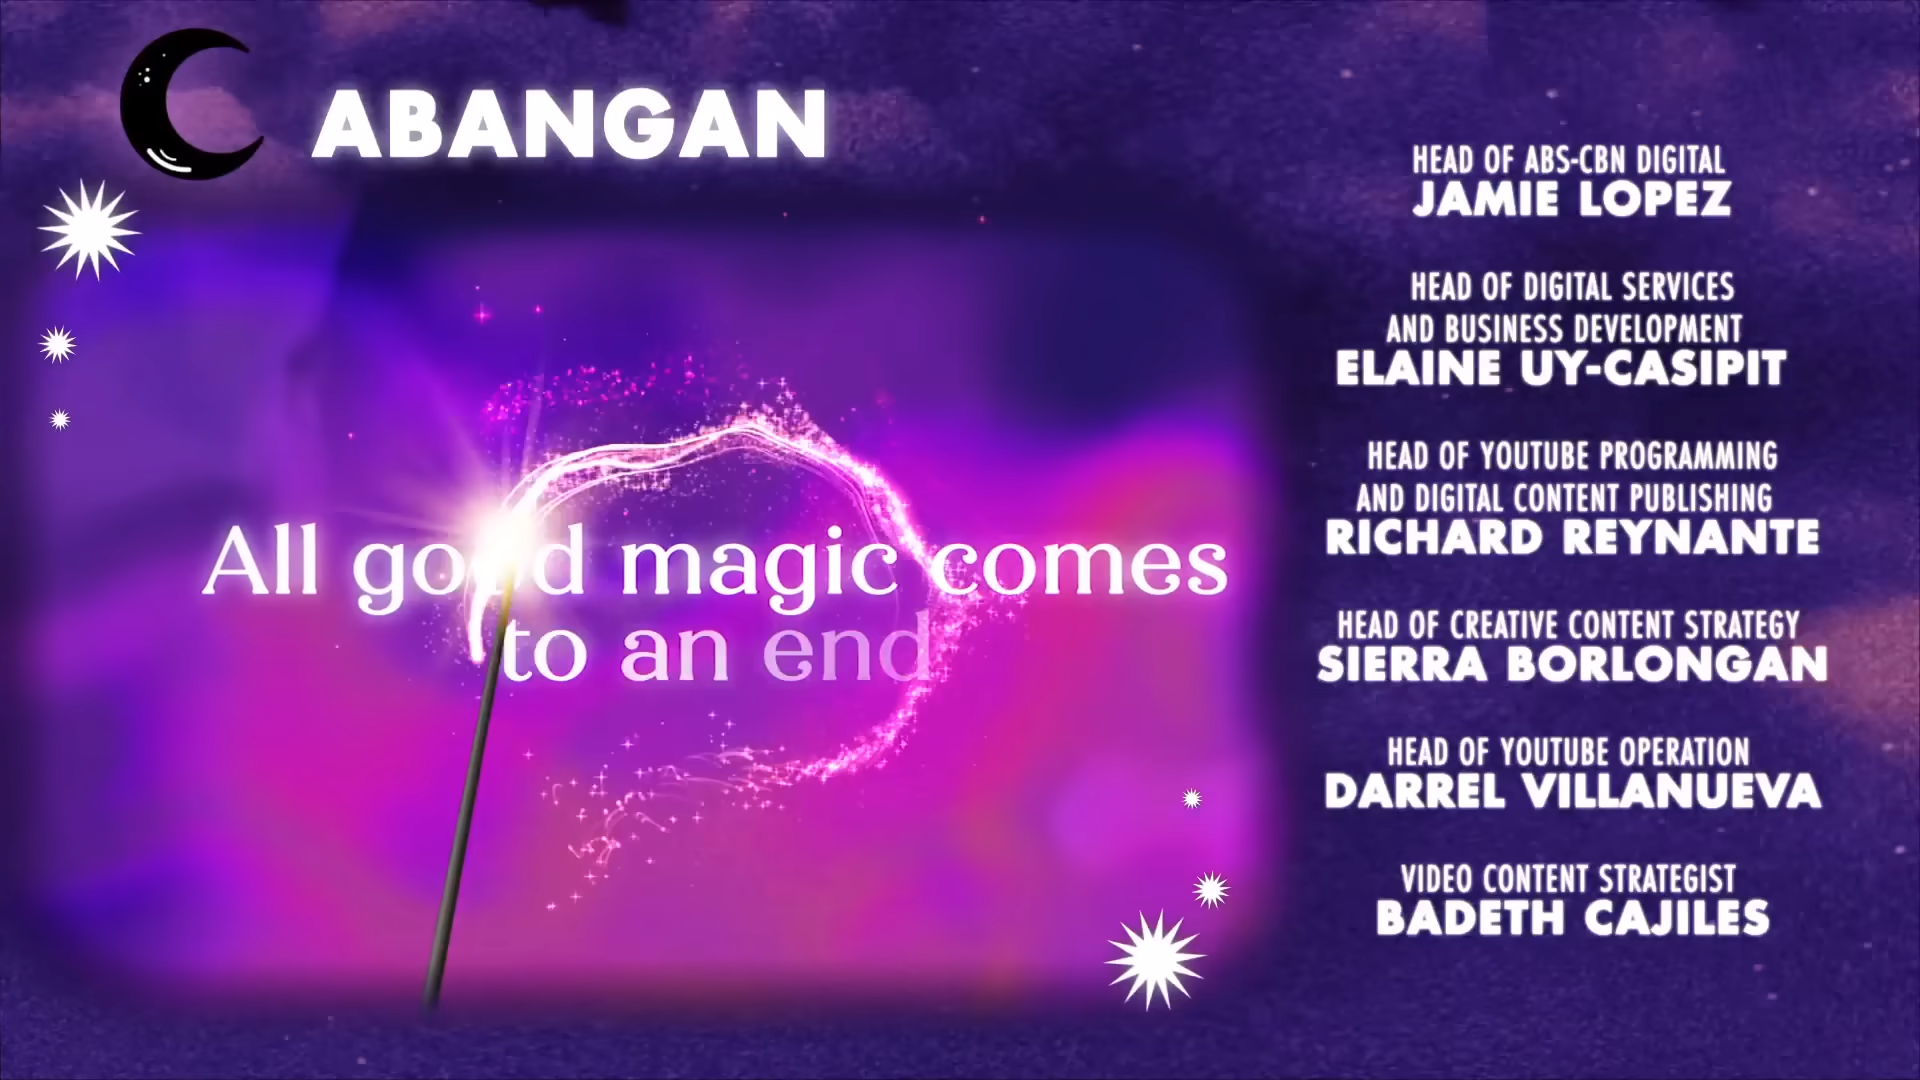 ABANGAN
All good magic comes
to an end
HEAD OF ABS-CBN DIGITAL
JAMIE LOPEZ
HEAD OF DIGITAL SERVICES
AND BUSINESS DEVELOPMENT
ELAINE UY-CASIPIT
HEAD OF YOUTUBE PROGRAMMING
AND DIGITAL CONTENT PUBLISHING
RICHARD REYNANTE
HEAD OF CREATIVE CONTENT STRATEGY
SIERRA BORLONGAN
HEAD OF YOUTUBE OPERATION
DARREL VILLANUEVA
VIDEO CONTENT STRATEGIST
BADETH CAJILES